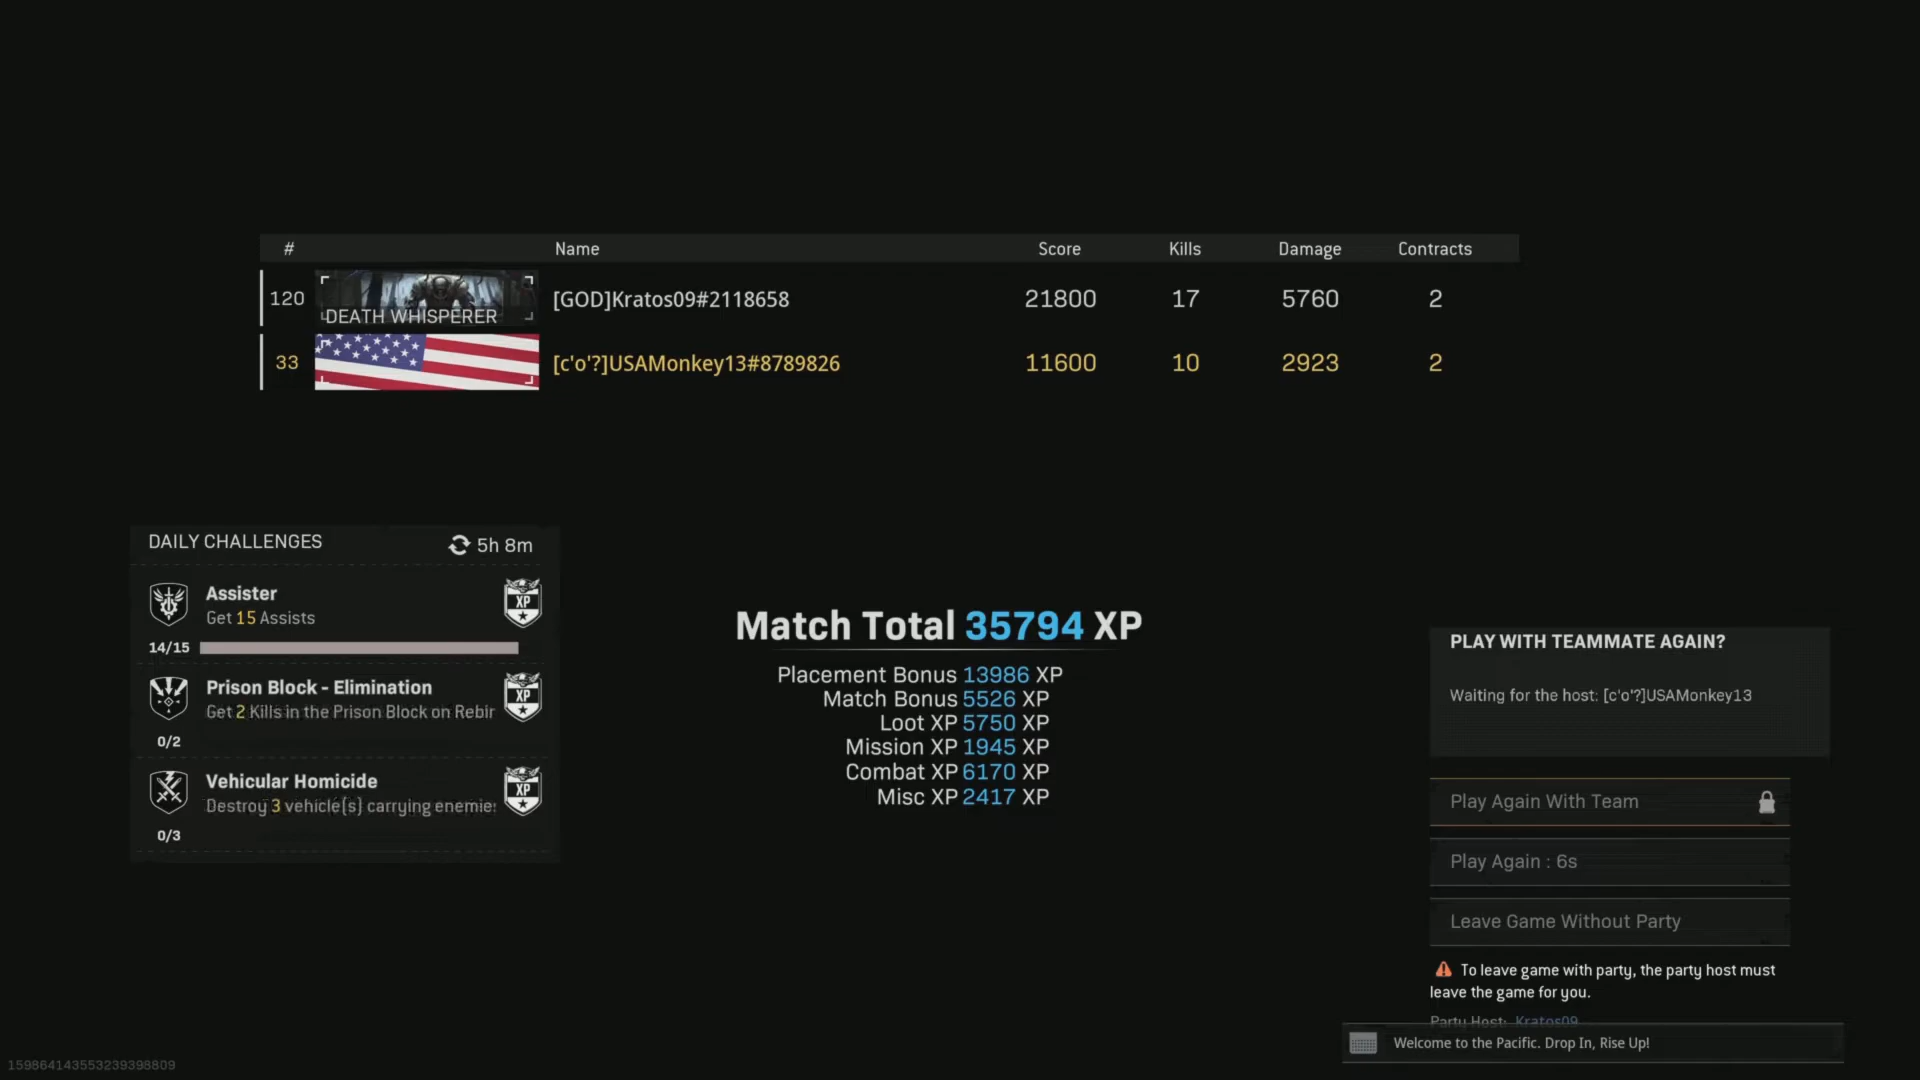 # Name Score Kills Damage Contracts
120 DEATH WHISPERER [GOD]Kratos09#2118658 21800 17 5760 2
33 [c'o'?]USAMonkey13#8789826 11600 10 2923 2
DAILY CHALLENGES 5h 8m
Assister XP
Get 15 Assists
14/15
Prison Block - Elimination XP
Get 2 Kills in the Prison Block on Rebir
0/2
Vehicular Homicide XP
Destroy 3 vehicle(s) carrying enemies
0/3
Match Total 35794 XP
Placement Bonus 13986 XP
Match Bonus 5526 XP
Loot XP 5750 XP
Mission XP 1945 XP
Combat XP 6170 XP
Misc XP 2417 XP
PLAY WITH TEAMMATE AGAIN?
Waiting for the host: [c'o'?]USAMonkey13
Play Again With Team
Play Again : 6s
Leave Game Without Party
To leave game with party, the party host must
leave the game for you.
Party Host: Kratos09
Welcome to the Pacific. Drop In, Rise Up!
159864143553239398809